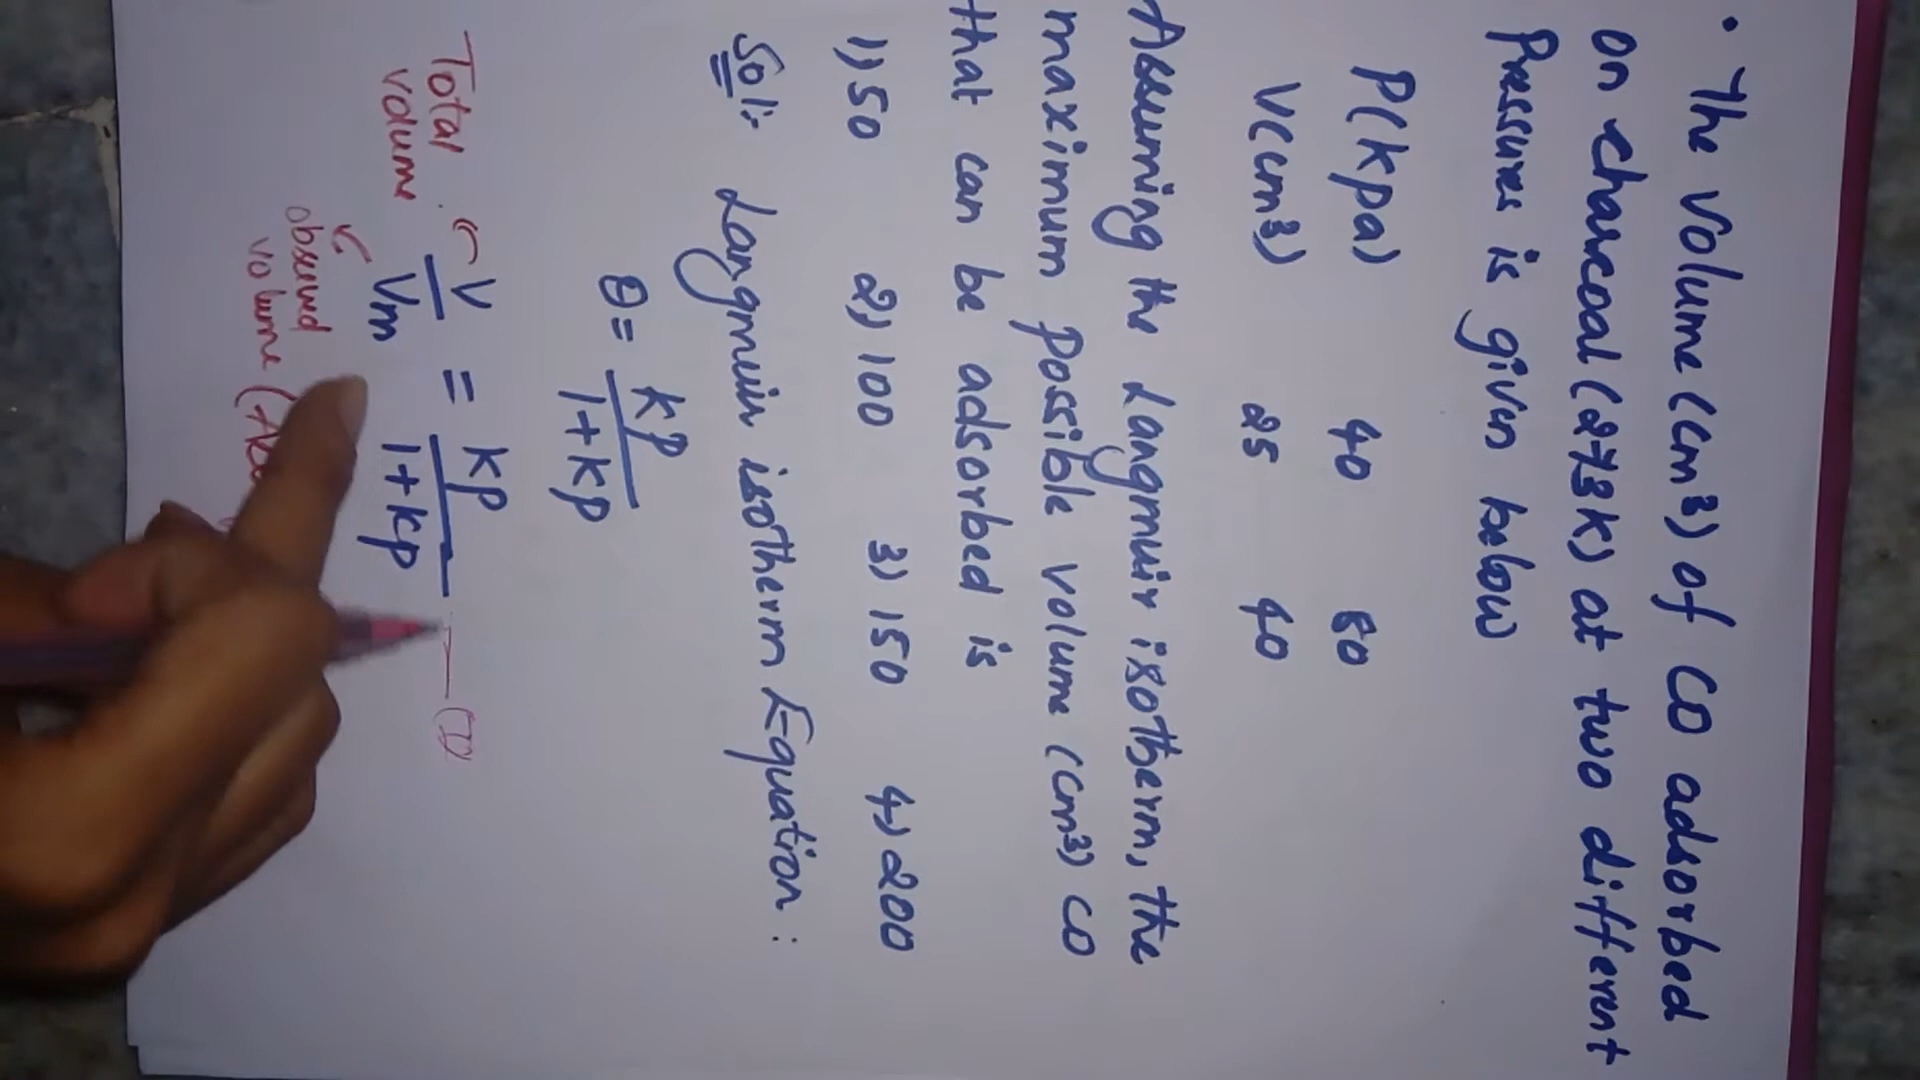 • The volume (cm³) of CO adsorbed
on charcoal (273K) at two different
Pressures is given below
P(kpa) 40 80
V(cm³) 25 40
Assuming the Langmuir isotherm, the
maximum possible volume (cm³) CO
that can be adsorbed is
1) 50 2) 100 3) 150 4) 200
Sol:- Langmuir isotherm Equation :
θ = KP / 1+KP
Total volume V / Vm = KP / 1+KP — (1)
observed
volume